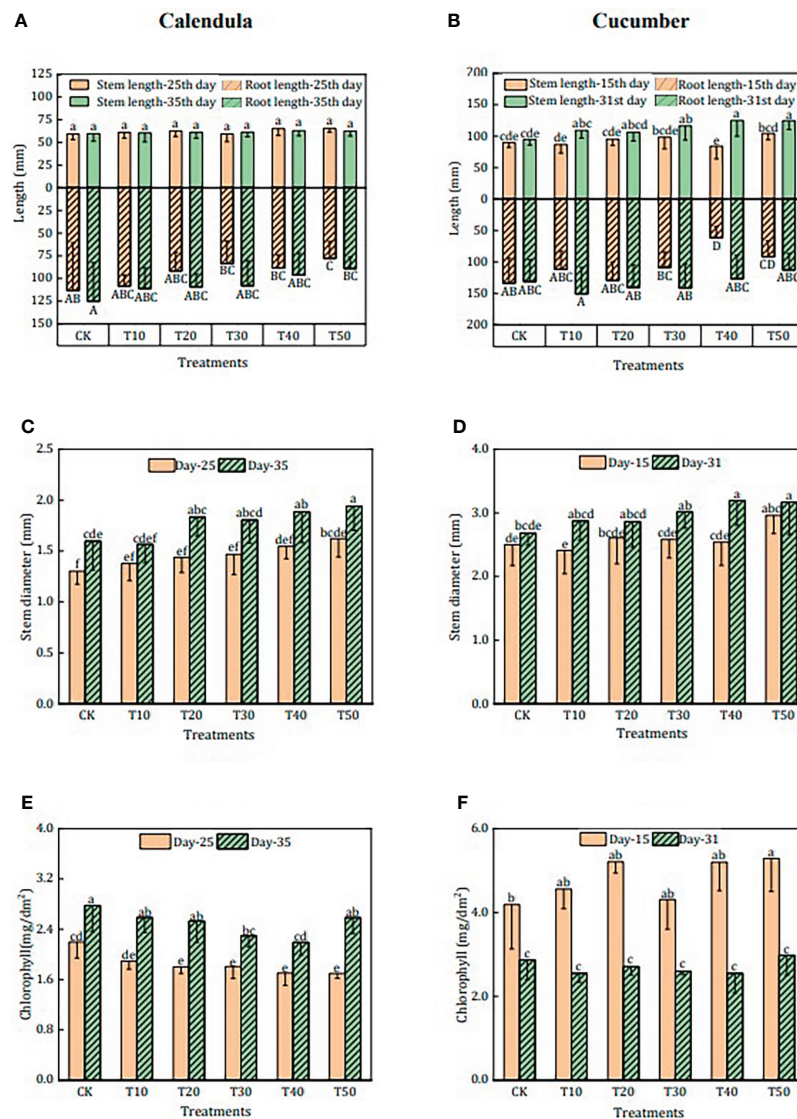 A
Calendula
B
Cucumber
Stem length-25th day Root length-25th day
Stem length-35th day Root length-35th day
125
100
75
50
25
0
25
50
75
100
125
150
Length (mm)
a a a a a a a a a a a a
AB A ABC ABC ABC ABC BC ABC BC ABC C BC
CK T10 T20 T30 T40 T50
Treatments
Stem length-15th day Root length-15th day
Stem length-31st day Root length-31st day
200
150
100
50
0
50
100
150
200
Length (mm)
cde cde de abc cde abcd bcde ab e a bcd a
AB ABC ABC A ABC AB BC AB D ABC CD ABC
CK T10 T20 T30 T40 T50
Treatments
C
Day-25 Day-35
2.5
2.0
1.5
1.0
0.5
0.0
Stem diameter (mm)
f cde ef cdef ef abc ef abcd def ab bcde a
CK T10 T20 T30 T40 T50
Treatments
D
Day-15 Day-31
4.0
3.0
2.0
1.0
0.0
Stem diameter (mm)
de bcde e abcd bcde abcd cde ab cde a abc a
CK T10 T20 T30 T40 T50
Treatments
E
Day-25 Day-35
4.0
3.2
2.4
1.6
0.8
0.0
Chlorophyll(mg/dm²)
cd a de ab e ab e bc e cd e ab
CK T10 T20 T30 T40 T50
Treatments
F
Day-15 Day-31
6.0
4.0
2.0
0.0
Chlorophyll (mg/dm²)
b c ab c ab c ab c ab c a c
CK T10 T20 T30 T40 T50
Treatments